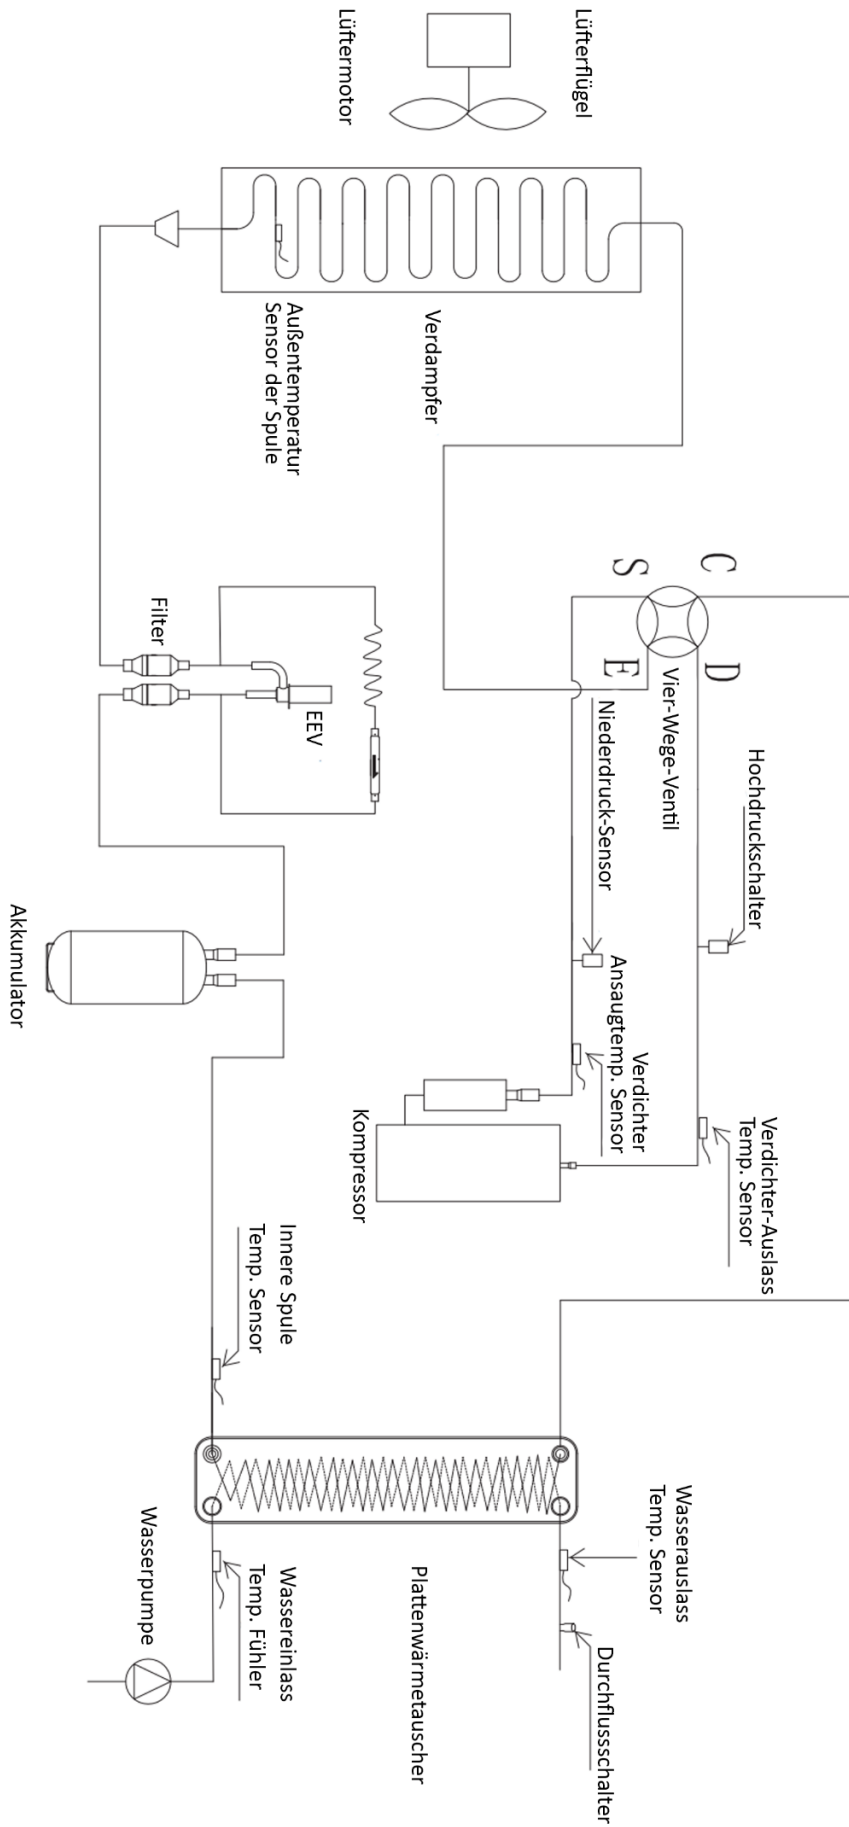 Lüftermotor
Lüfterflügel
Außentemperatur
Sensor der Spule
Verdampfer
C
S
D
E
Vier-Wege-Ventil
Niederdruck-Sensor
Hochdruckschalter
Filter
EEV
Akkumulator
Verdichter
Ansaugtemp. Sensor
Verdichter-Auslass
Temp. Sensor
Kompressor
Innere Spule
Temp. Sensor
Wasserauslass
Temp. Sensor
Wasserpumpe
Wassereinlass
Temp. Fühler
Plattenwärmetauscher
Durchflussschalter